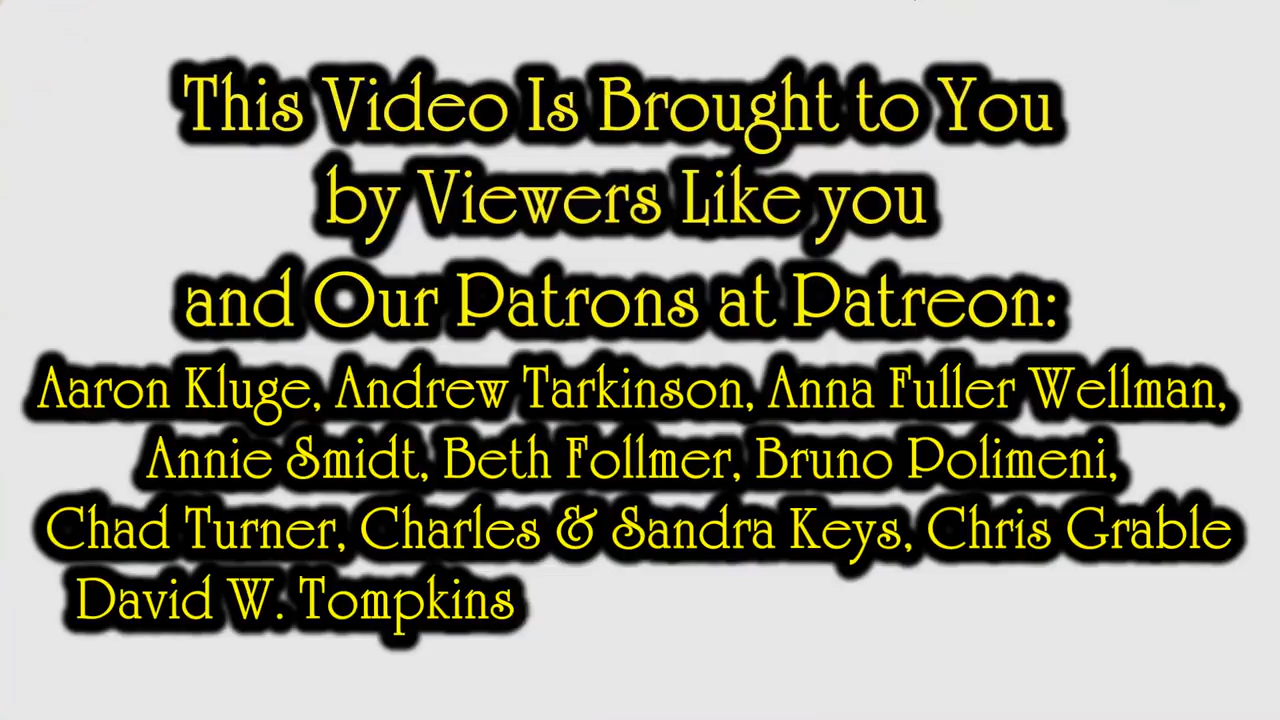 This Video Is Brought to You
by Viewers Like you
and Our Patrons at Patreon:
Aaron Kluge, Andrew Tarkinson, Anna Fuller Wellman,
Annie Smidt, Beth Follmer, Bruno Polimeni,
Chad Turner, Charles & Sandra Keys, Chris Grable
David W. Tompkins